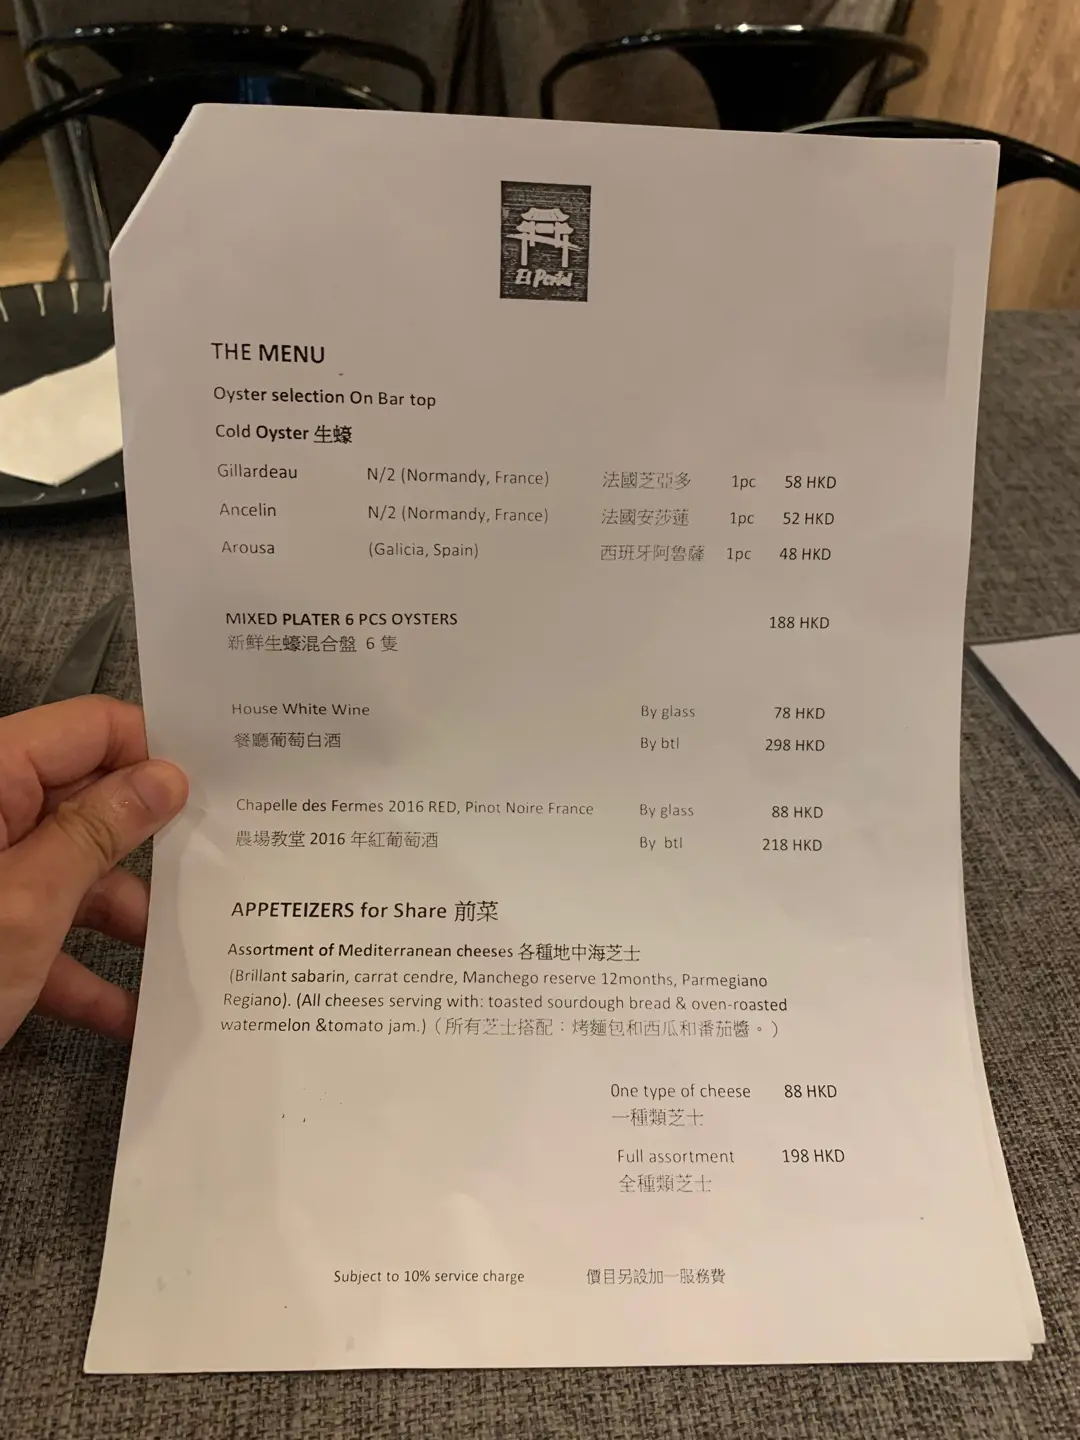 El Portal
THE MENU
Oyster selection On Bar top
Cold Oyster 生蠔
Gillardeau N/2 (Normandy, France) 法國芝亞多 1pc 58 HKD
Ancelin N/2 (Normandy, France) 法國安莎蓮 1pc 52 HKD
Arousa (Galicia, Spain) 西班牙阿魯薩 1pc 48 HKD
MIXED PLATER 6 PCS OYSTERS 188 HKD
新鮮生蠔混合盤 6 隻
House White Wine By glass 78 HKD
餐廳葡萄白酒 By btl 298 HKD
Chapelle des Fermes 2016 RED, Pinot Noire France By glass 88 HKD
農場教堂 2016 年紅葡萄酒 By btl 218 HKD
APPETEIZERS for Share 前菜
Assortment of Mediterranean cheeses 各種地中海芝士
(Brillant sabarin, carrat cendre, Manchego reserve 12months, Parmegiano
Regiano). (All cheeses serving with: toasted sourdough bread & oven-roasted
watermelon &tomato jam.) (所有芝士搭配：烤麵包和西瓜和番茄醬。)
One type of cheese 88 HKD
一種類芝士
Full assortment 198 HKD
全種類芝士
Subject to 10% service charge 價目另設加一服務費